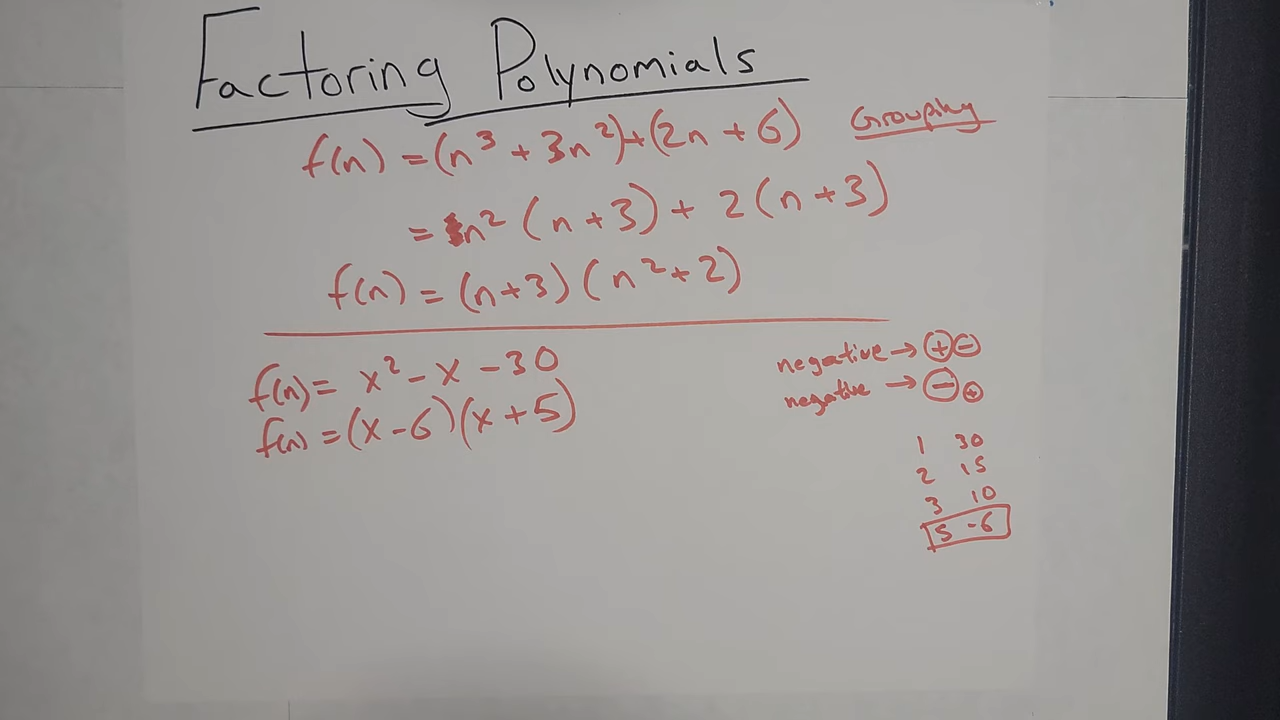 Factoring Polynomials
f(n) = (n³ + 3n²) + (2n + 6) Grouping
= n² (n + 3) + 2 (n + 3)
f(n) = (n + 3) (n² + 2)
f(n) = x² - x - 30
negative → ⊕⊖
f(n) = (x - 6)(x + 5)
negative → ⊖⊕
1 30
2 15
3 10
5 -6